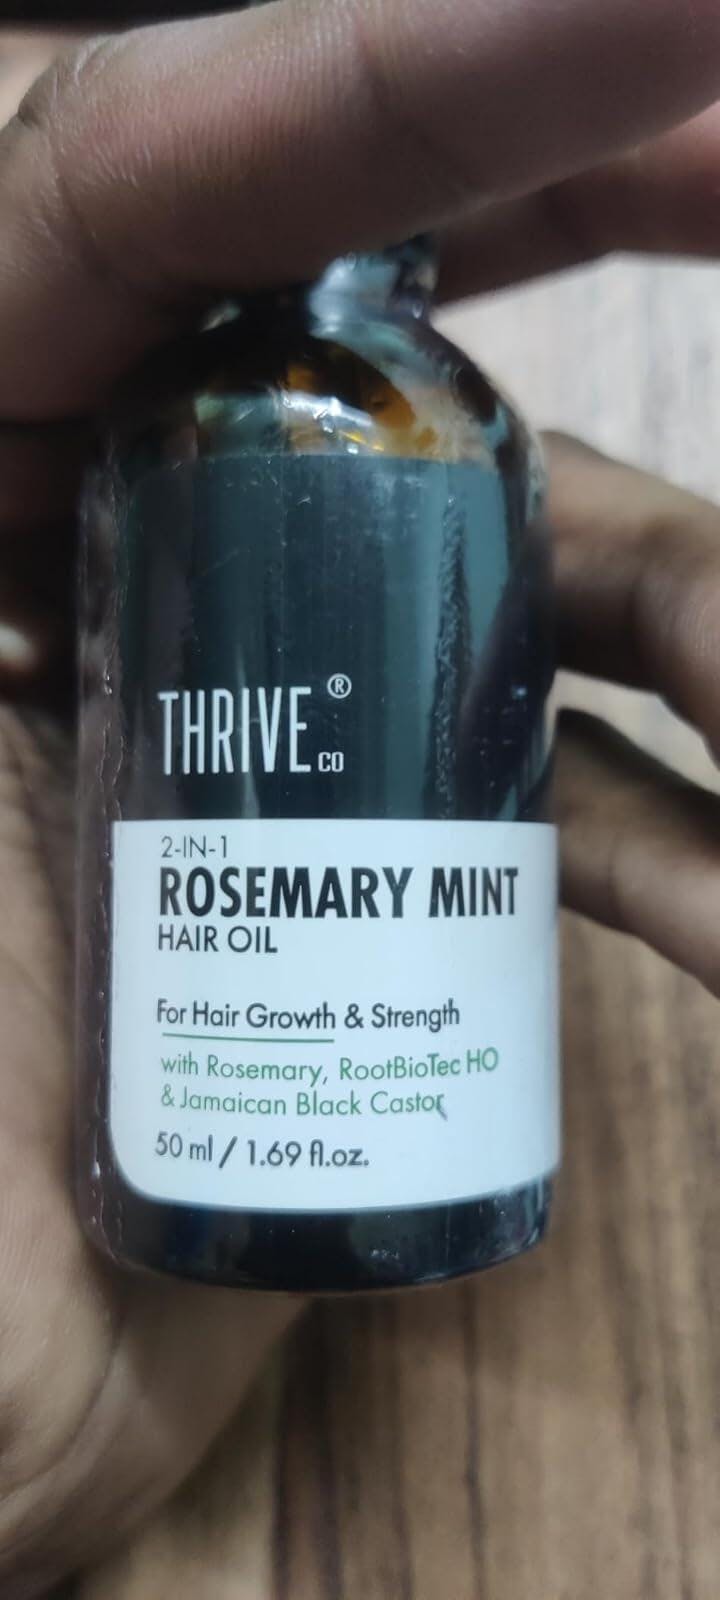 THRIVE ®
CO
2-IN-1
ROSEMARY MINT
HAIR OIL
For Hair Growth & Strength
with Rosemary, RootBioTec HO
& Jamaican Black Castor
50 ml / 1.69 fl.oz.